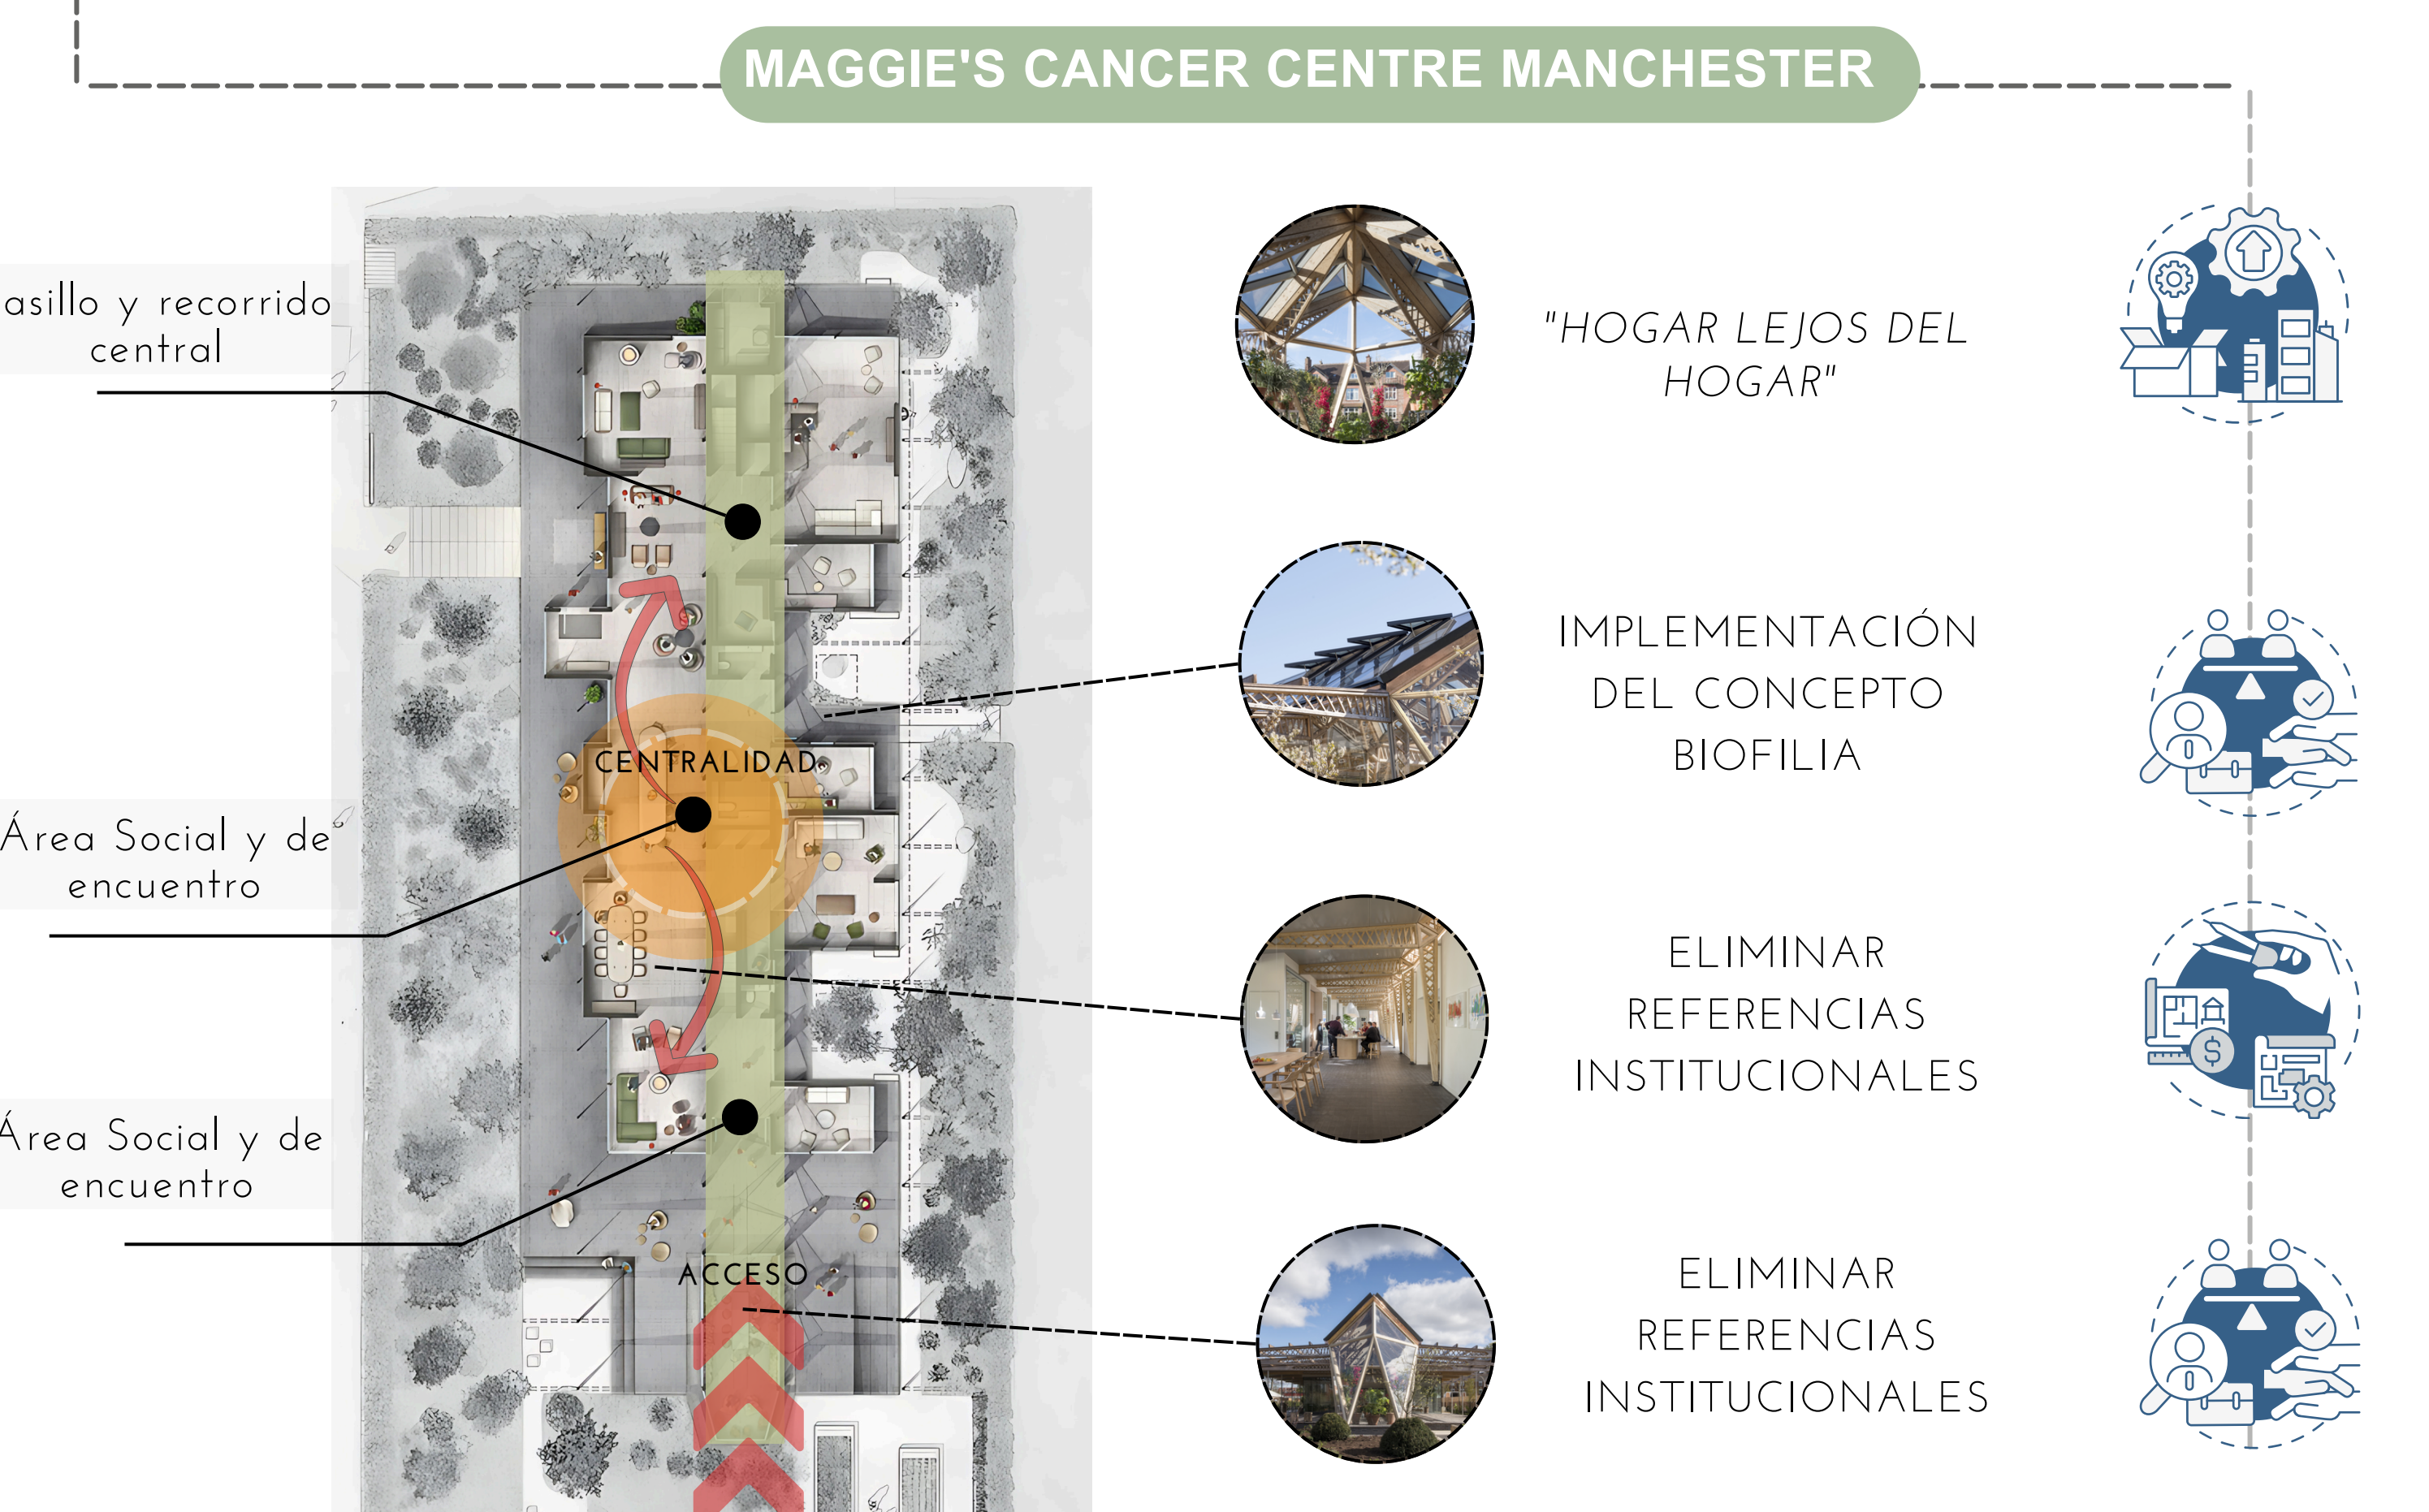 MAGGIE'S CANCER CENTRE MANCHESTER
asillo y recorrido
central
"HOGAR LEJOS DEL
HOGAR"
IMPLEMENTACIÓN
DEL CONCEPTO
BIOFILIA
CENTRALIDAD
Área Social y de
encuentro
ELIMINAR
REFERENCIAS
INSTITUCIONALES
Área Social y de
encuentro
ACCESO
ELIMINAR
REFERENCIAS
INSTITUCIONALES